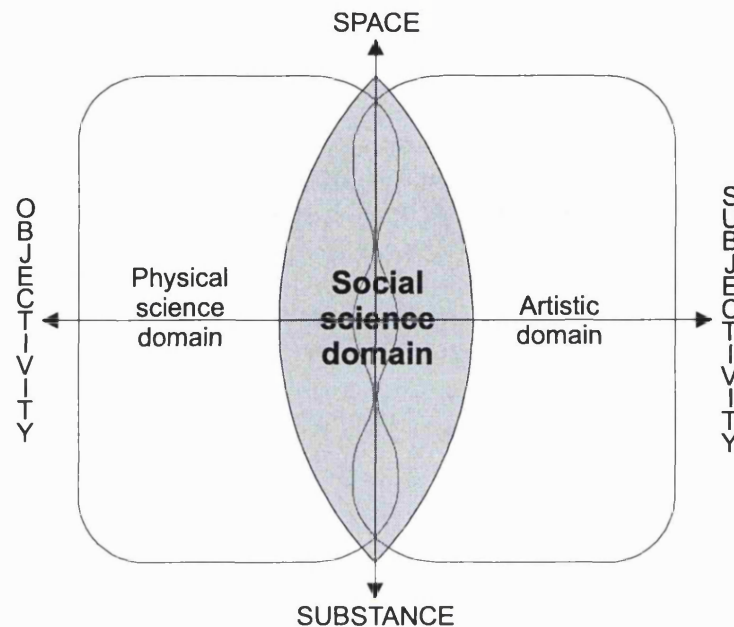 SPACE
OBJECTIVITY
Physical
science
domain
Social
science
domain
Artistic
domain
SUBJECTIVITY
SUBSTANCE